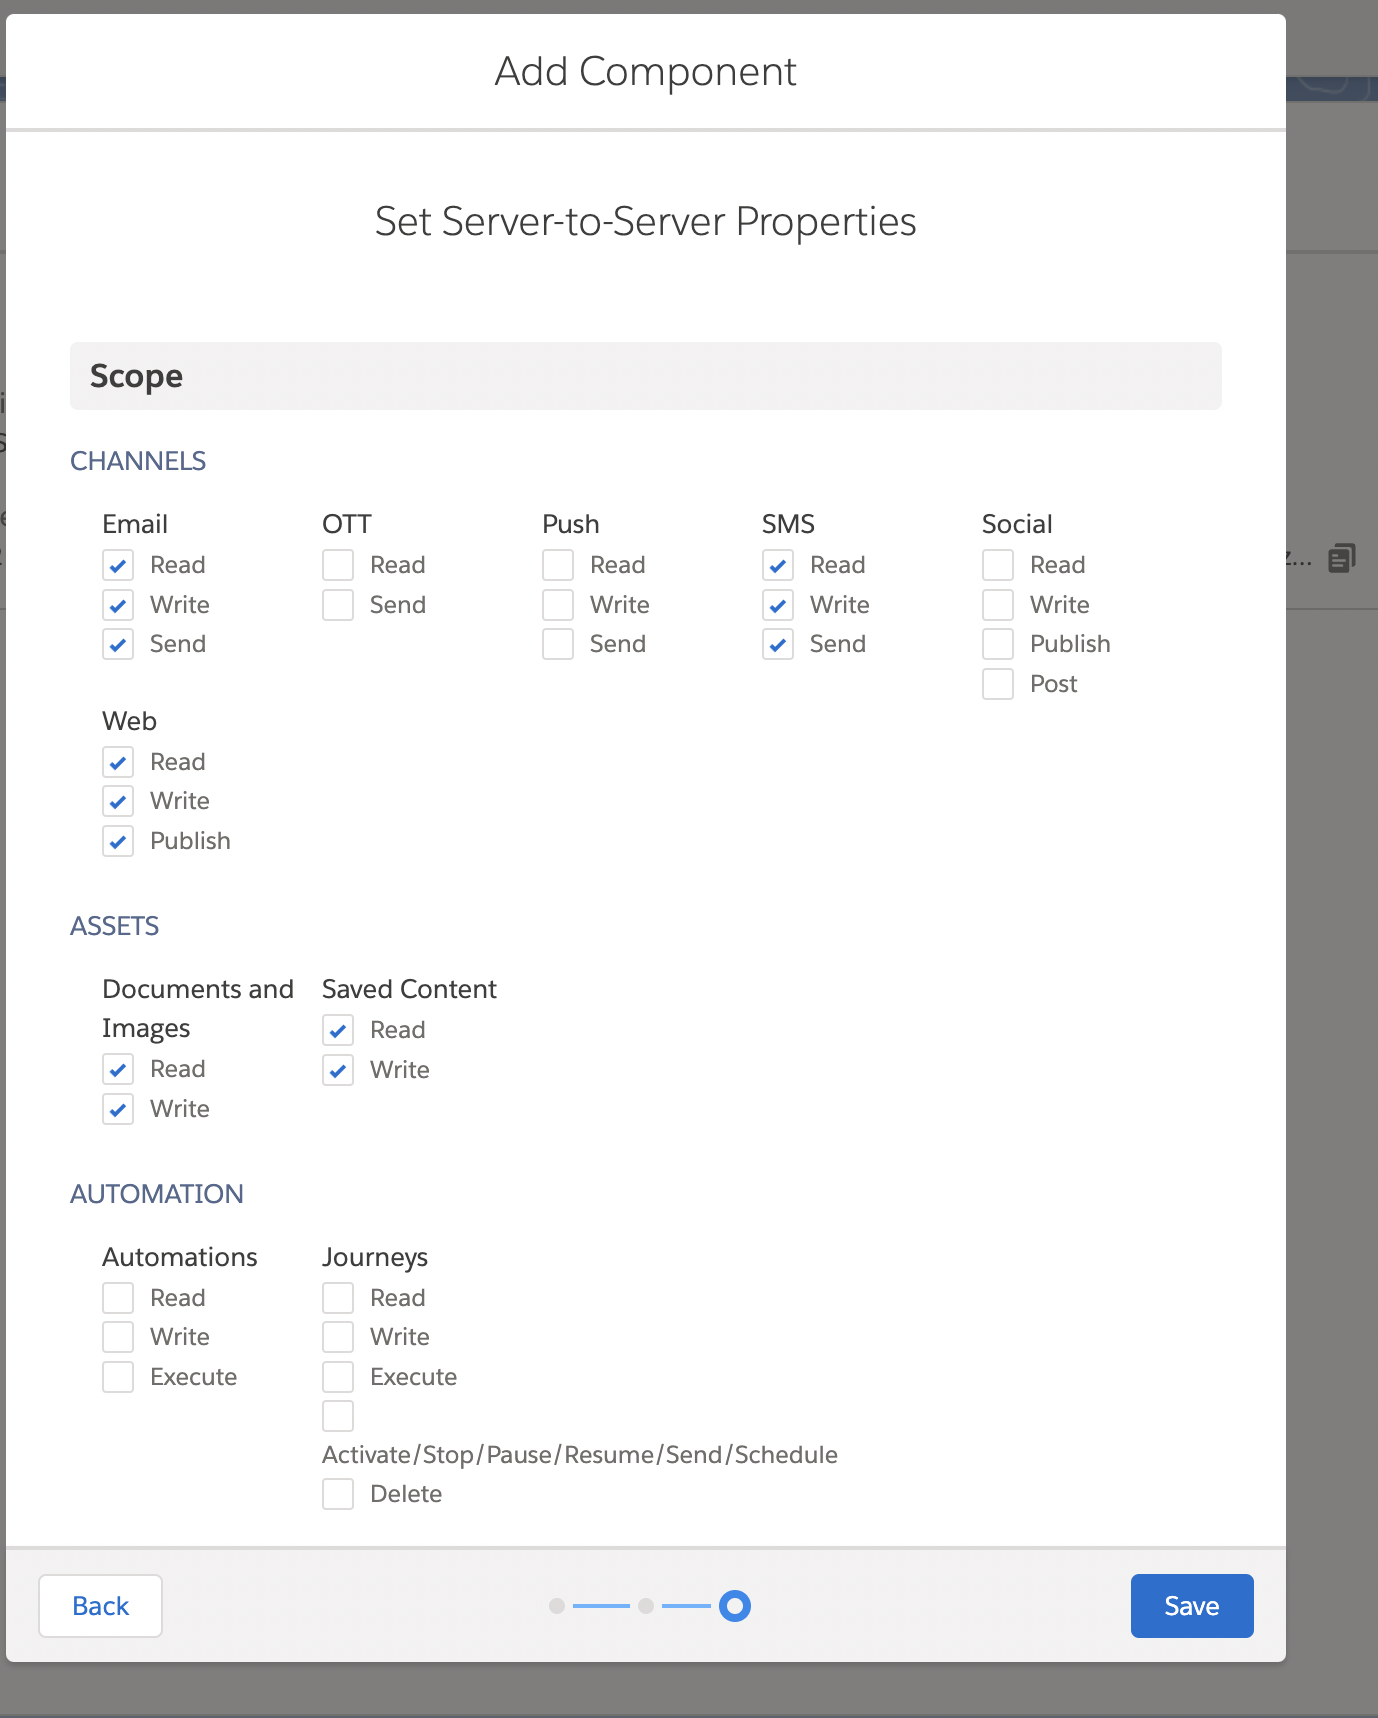 Add Component
Set Server-to-Server Properties
Scope
CHANNELS
Email
Read
Write
Send
OTT
Read
Send
Push
Read
Write
Send
SMS
Read
Write
Send
Social
Read
Write
Publish
Post
Web
Read
Write
Publish
ASSETS
Documents and
Images
Read
Write
Saved Content
Read
Write
AUTOMATION
Automations
Read
Write
Execute
Journeys
Read
Write
Execute
Activate/Stop/Pause/Resume/Send/Schedule
Delete
Back
Save